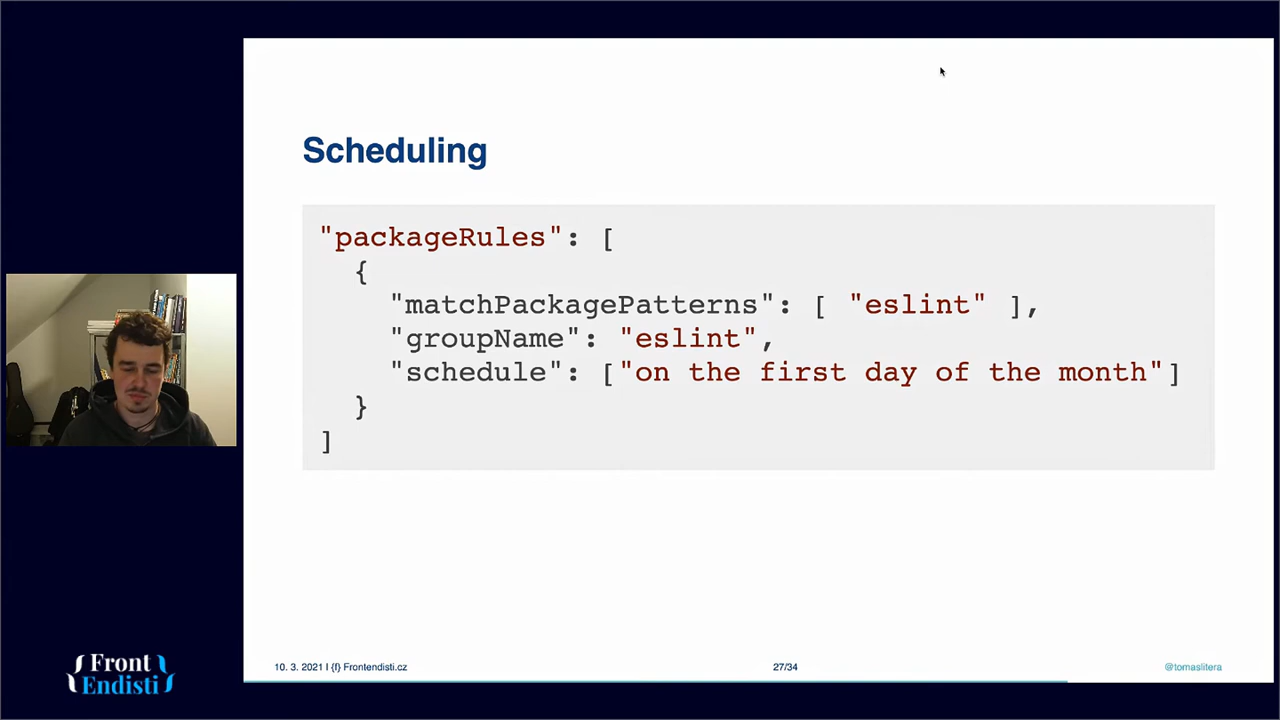 Scheduling
"packageRules": [
{
"matchPackagePatterns": [ "eslint" ],
"groupName": "eslint",
"schedule": ["on the first day of the month"]
}
]
{ Front }
{ Endisti }
10. 3. 2021 I {f} Frontendisti.cz
27/34
@tomaslitera